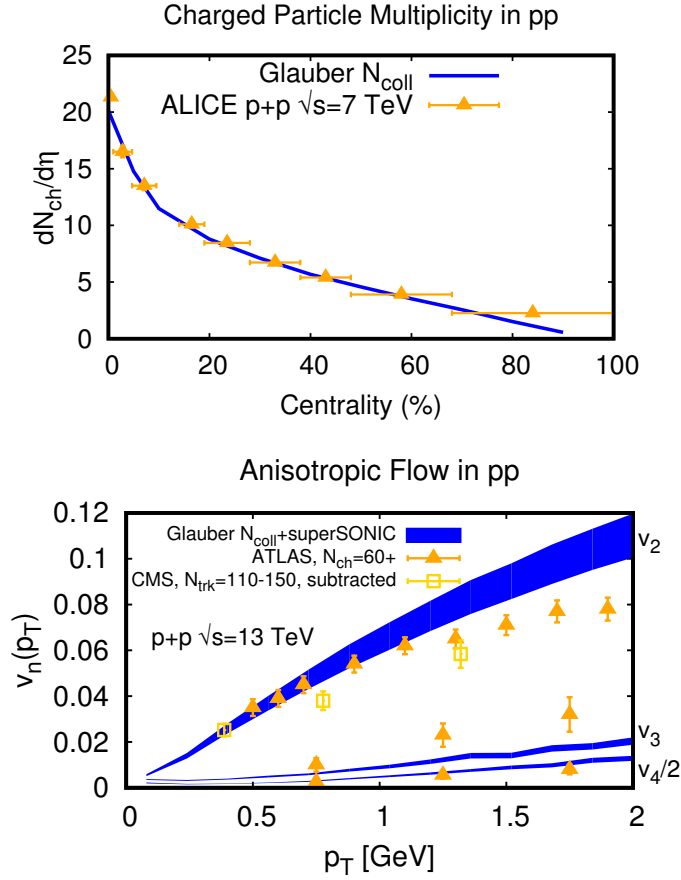 Charged Particle Multiplicity in pp
25
20
15
10
5
0
dN_ch/dη
Glauber N_coll
ALICE p+p √s=7 TeV
0 20 40 60 80 100
Centrality (%)
Anisotropic Flow in pp
0.12
0.1
0.08
0.06
0.04
0.02
0
v_n(p_T)
Glauber N_coll+superSONIC
ATLAS, N_ch=60+
CMS, N_trk=110-150, subtracted
p+p √s=13 TeV
v_2
v_3
v_4/2
0 0.5 1 1.5 2
p_T [GeV]